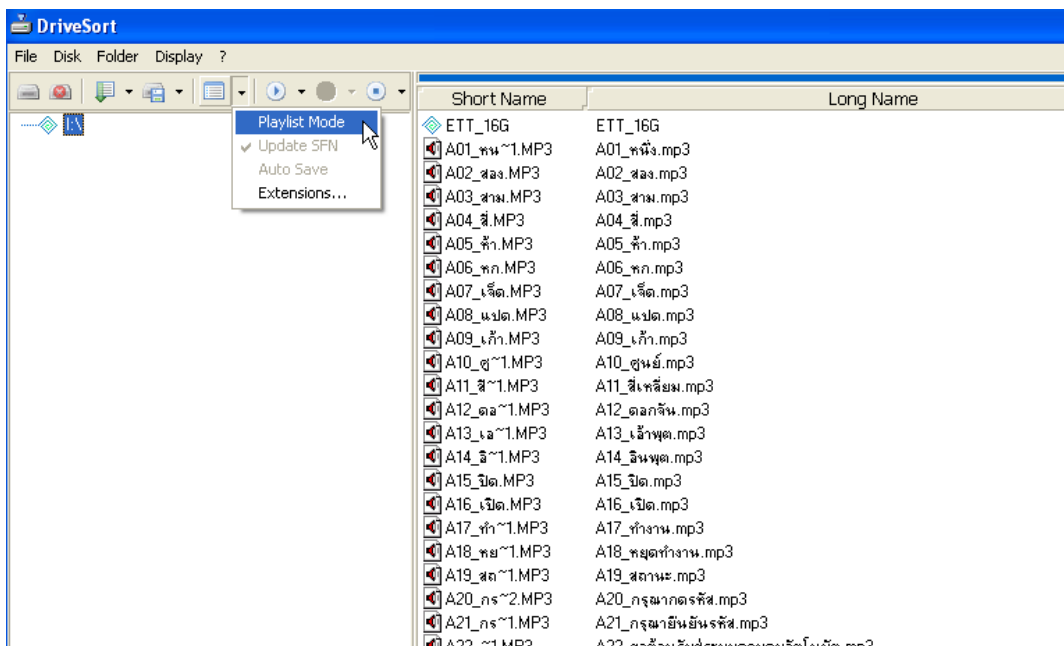 DriveSort
File Disk Folder Display ?
Short Name Long Name
I:\
Playlist Mode
Update SFN
Auto Save
Extensions...
ETT_16G ETT_16G
A01_หน~1.MP3 A01_หนึ่ง.mp3
A02_สอง.MP3 A02_สอง.mp3
A03_สาม.MP3 A03_สาม.mp3
A04_สี่.MP3 A04_สี่.mp3
A05_ห้า.MP3 A05_ห้า.mp3
A06_หก.MP3 A06_หก.mp3
A07_เจ็ด.MP3 A07_เจ็ด.mp3
A08_แปด.MP3 A08_แปด.mp3
A09_เก้า.MP3 A09_เก้า.mp3
A10_ศู~1.MP3 A10_ศูนย์.mp3
A11_สี~1.MP3 A11_สี่เหลี่ยม.mp3
A12_ดอ~1.MP3 A12_ดอกจัน.mp3
A13_เอ~1.MP3 A13_เอ้าพุต.mp3
A14_อิ~1.MP3 A14_อินพุต.mp3
A15_ปิด.MP3 A15_ปิด.mp3
A16_เปิด.MP3 A16_เปิด.mp3
A17_ทำ~1.MP3 A17_ทำงาน.mp3
A18_หย~1.MP3 A18_หยุดทำงาน.mp3
A19_สถ~1.MP3 A19_สถานะ.mp3
A20_กร~2.MP3 A20_กรุณากดรหัส.mp3
A21_กร~1.MP3 A21_กรุณายืนยันรหัส.mp3